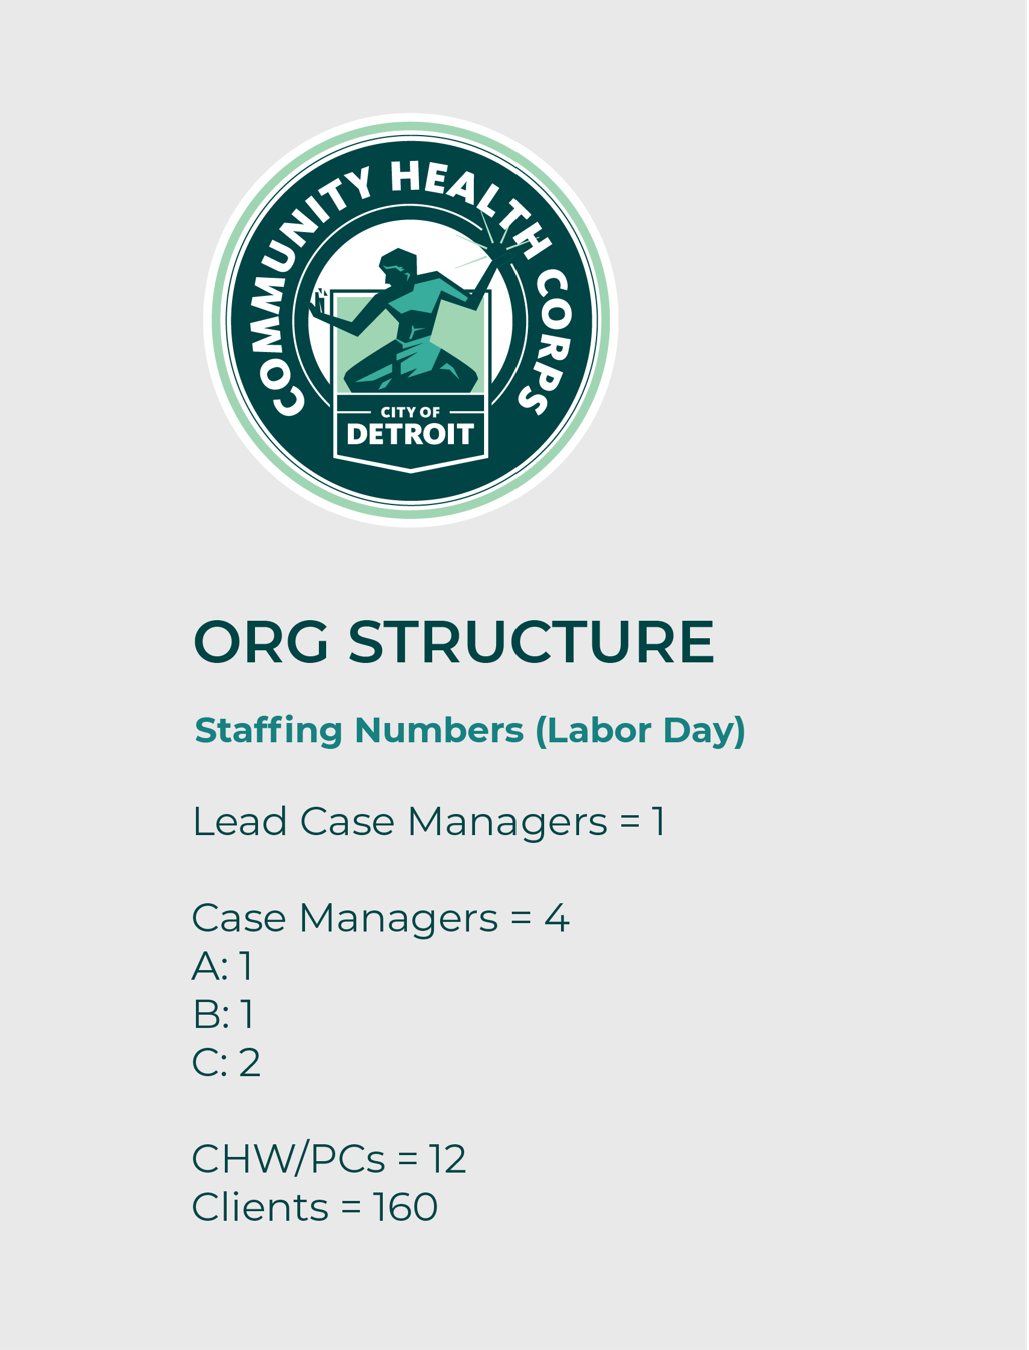 COMMUNITY HEALTH CORPS
CITY OF
DETROIT
ORG STRUCTURE
Staffing Numbers (Labor Day)
Lead Case Managers = 1
Case Managers = 4
A: 1
B: 1
C: 2
CHW/PCs = 12
Clients = 160